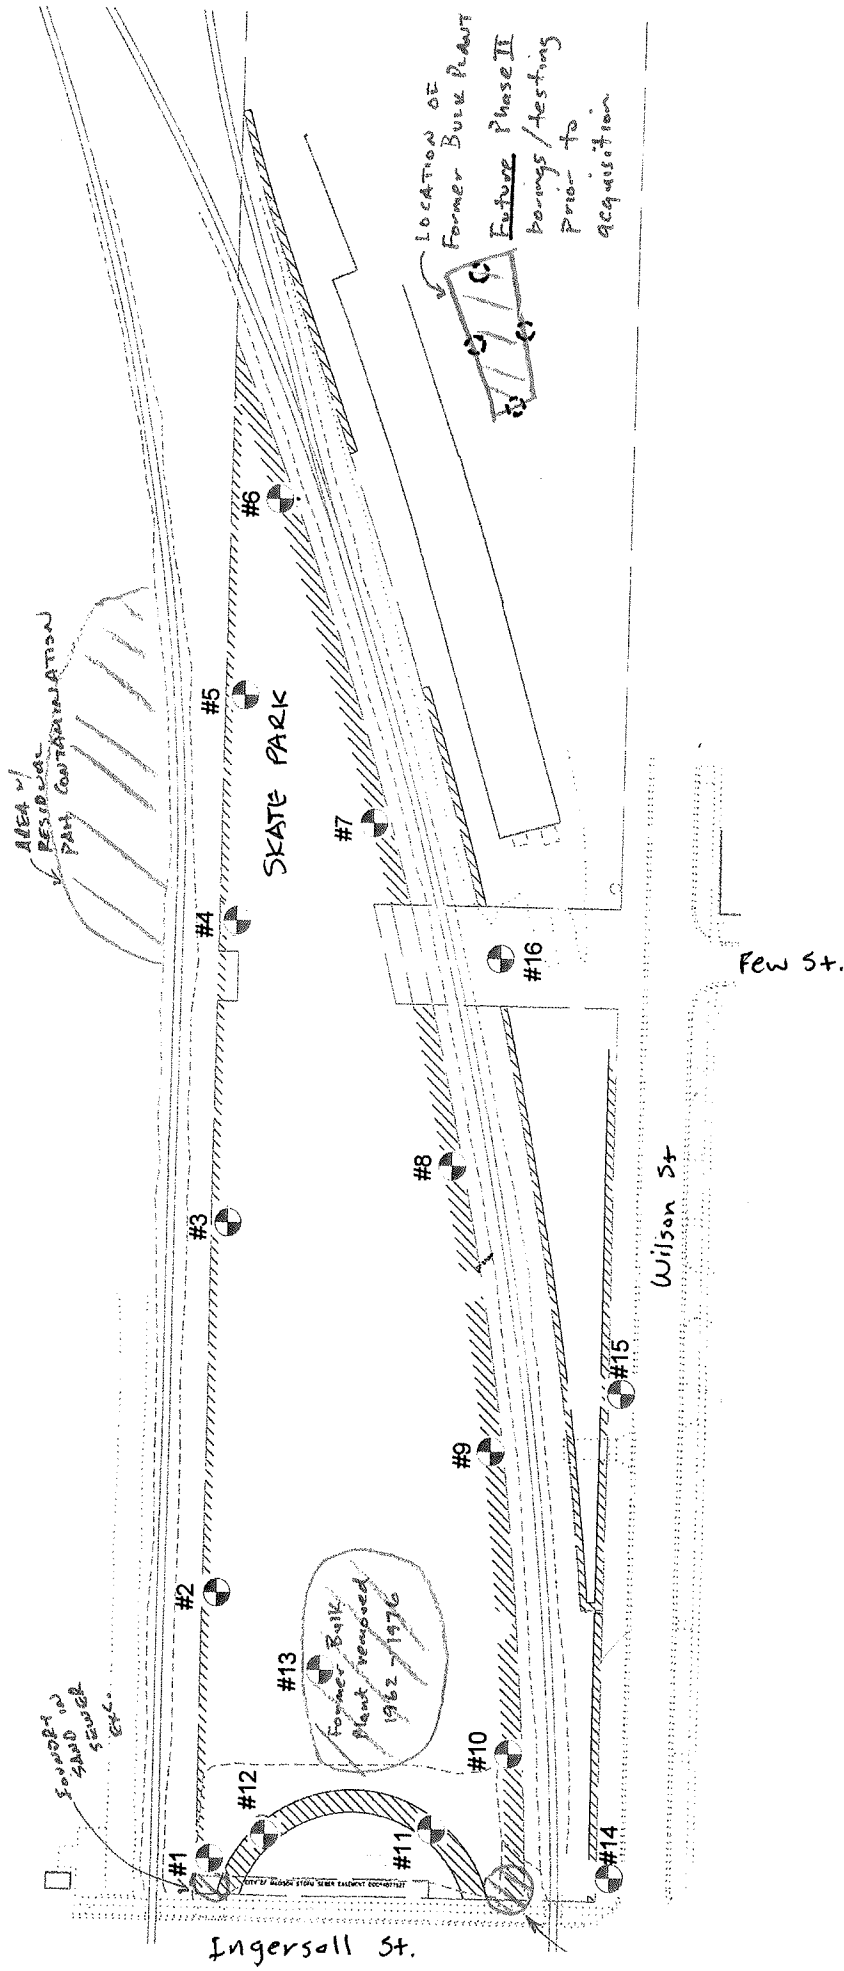 LOCATION OF
Former Bulk Plant
Future Phase II
borings/testing
prior to
acquisition
AREA w/
RESIDUAL
PAH CONTAMINATION
#6
#5
SKATE PARK
#7
#4
#16
Few St.
#8
#3
Wilson St
#15
#9
#2
#13
Former Bulk
Plant removed
1962-1976
FOUNDRY
SAND IN
SEWER
EXC.
#10
#12
#11
#1
#14
CITY OF MADISON STORM SEWER EASEMENT
Ingersoll St.